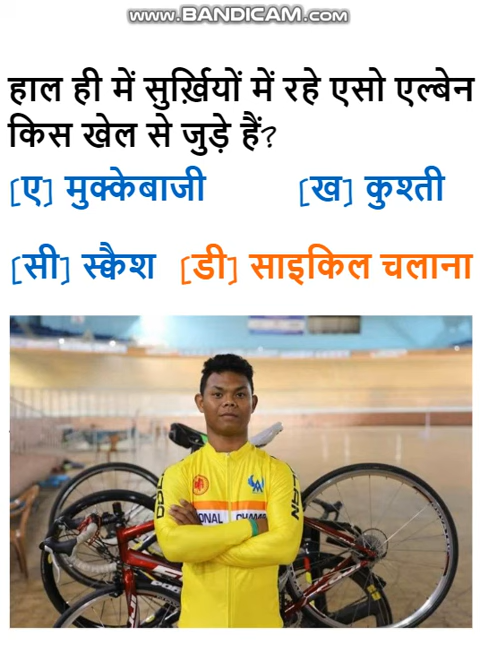 www.BANDICAM.com
हाल ही में सुर्ख़ियों में रहे एसो एल्बेन
किस खेल से जुड़े हैं?
[ए] मुक्केबाजी [ख] कुश्ती
[सी] स्कैश [डी] साइकिल चलाना